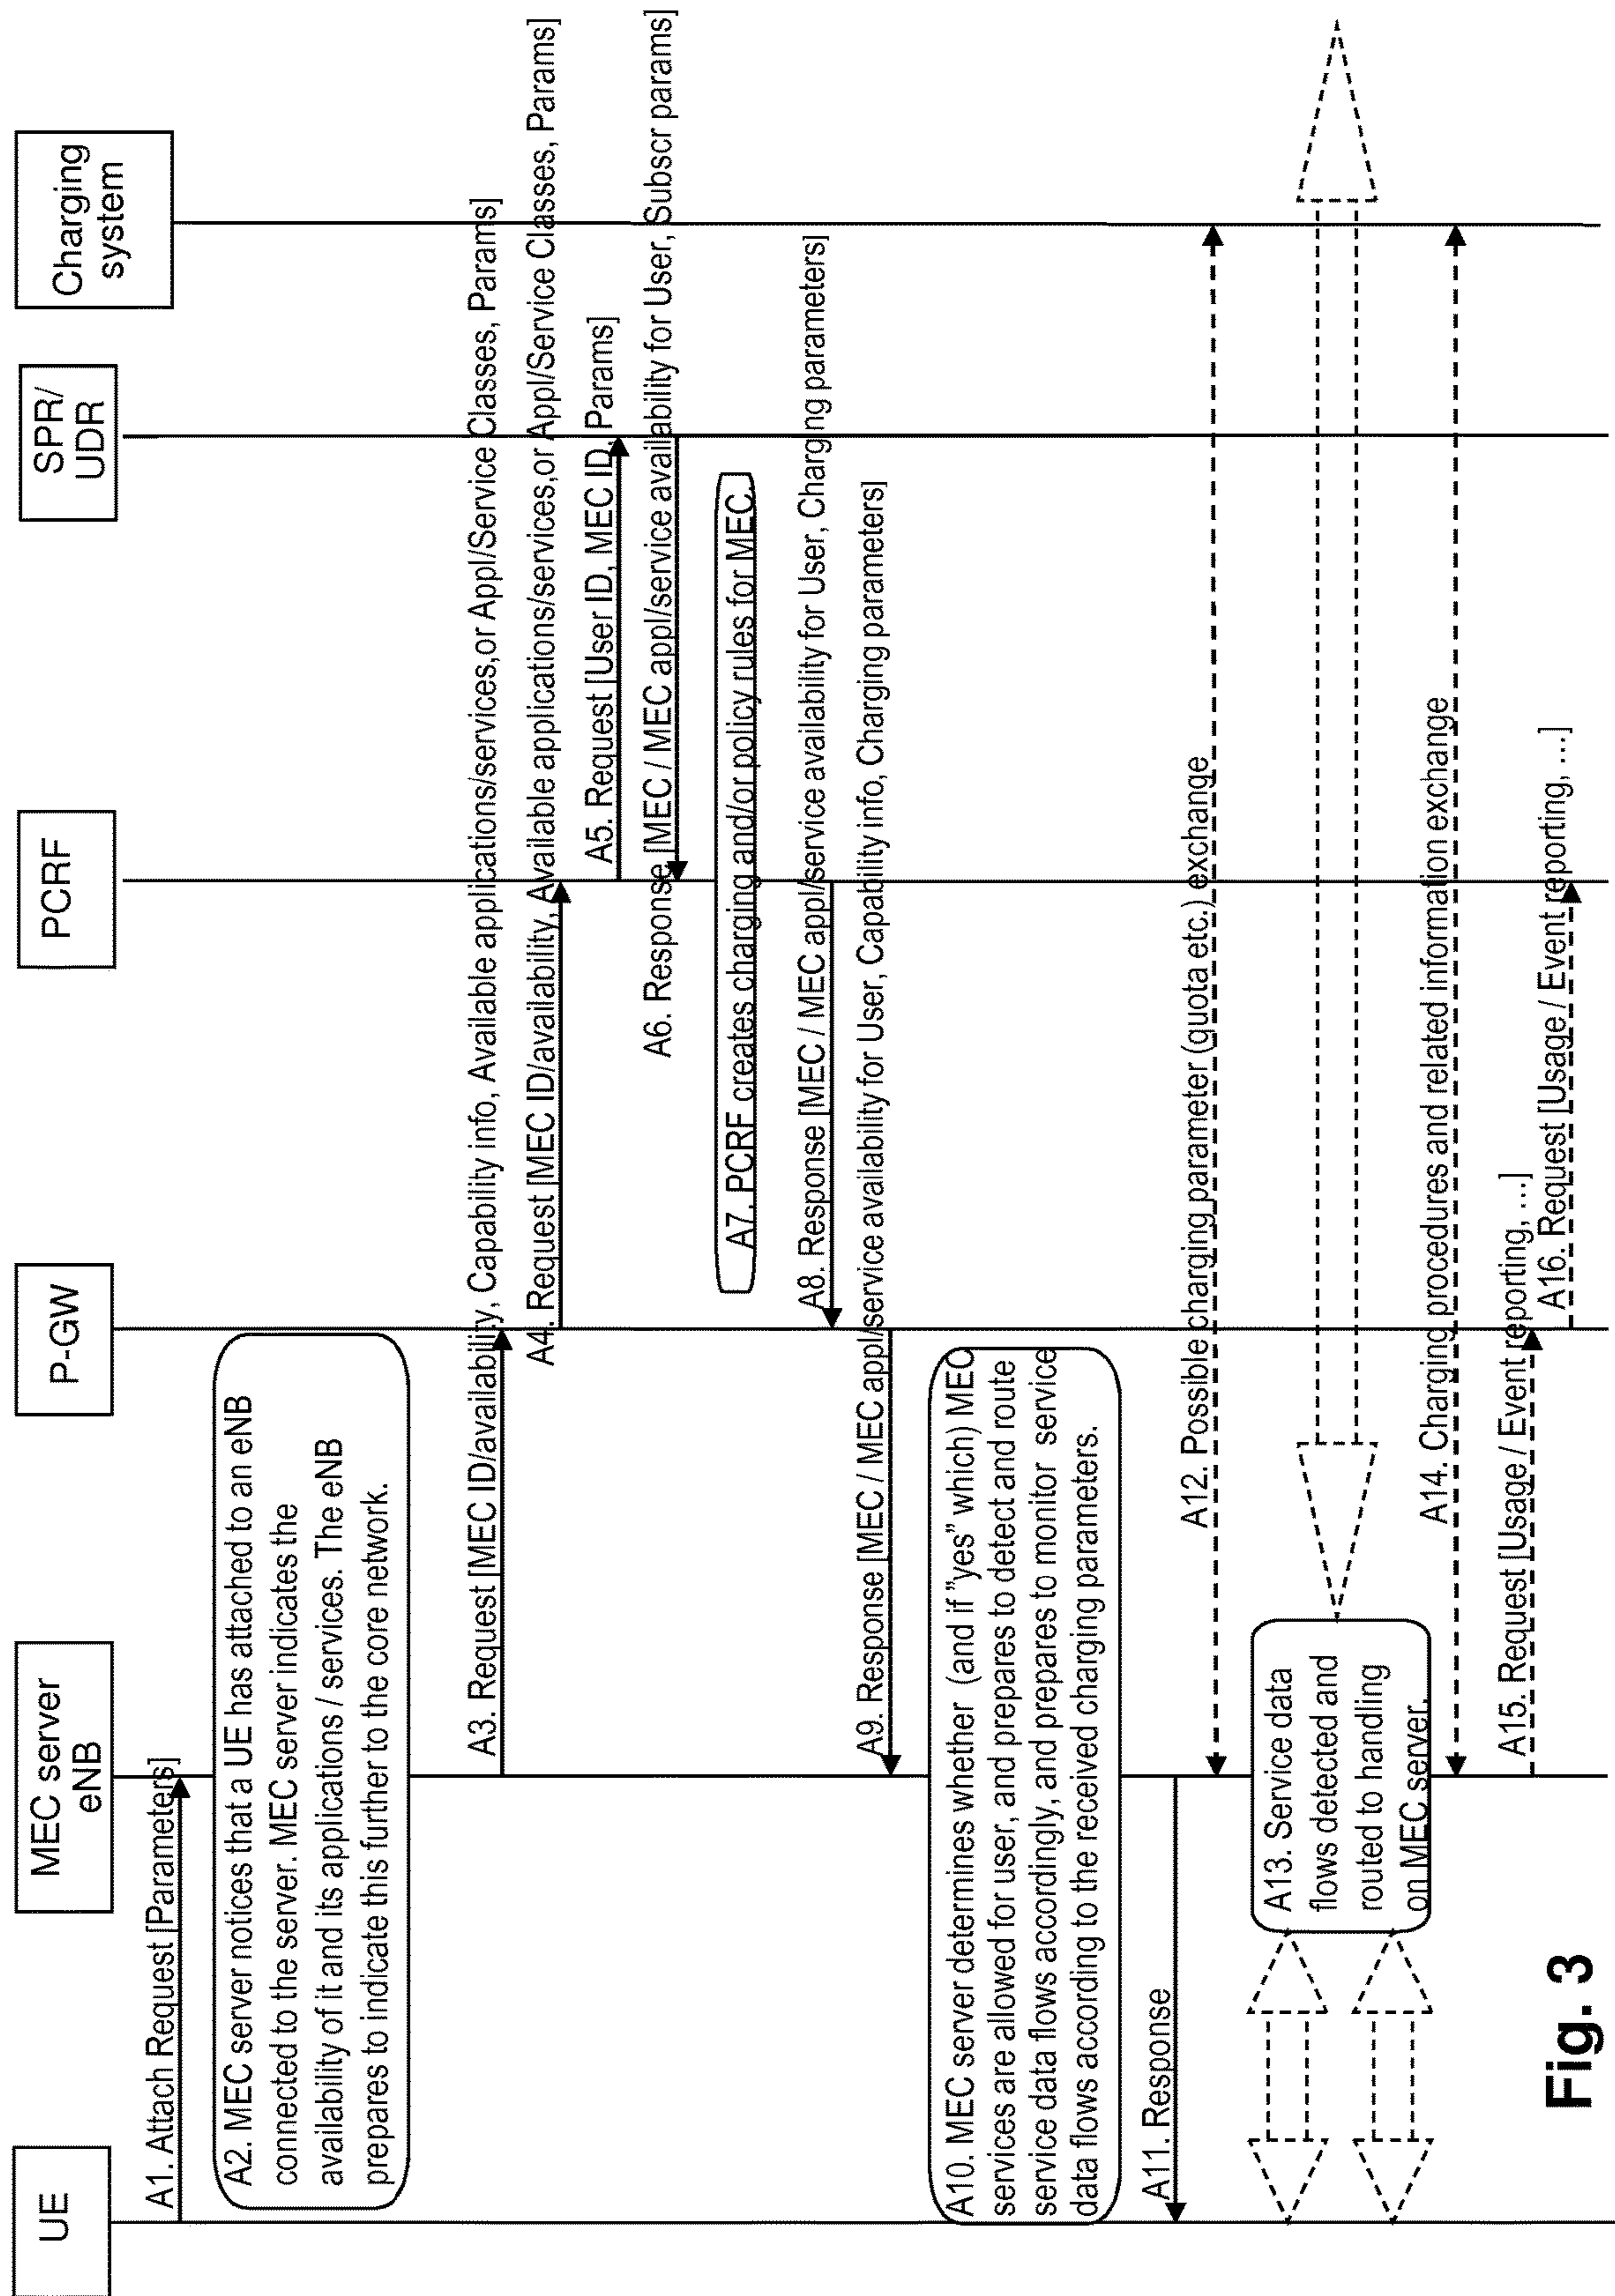 UE
MEC server
eNB
P-GW
PCRF
SPR/
UDR
Charging
system
A1. Attach Request [Parameters]
A2. MEC server notices that a UE has attached to an eNB
connected to the server. MEC server indicates the
availability of it and its applications / services. The eNB
prepares to indicate this further to the core network.
A3. Request [MEC ID/availability, Capability info, Available applications/services,or Appl/Service Classes, Params]
A4. Request [MEC ID/availability, Available applications/services,or Appl/Service Classes, Params]
A5. Request [User ID, MEC ID, Params]
A6. Response [MEC / MEC appl/service availability for User, Subscr params]
A7. PCRF creates charging and/or policy rules for MEC.
A8. Response [MEC / MEC appl/service availability for User, Charging parameters]
A9. Response [MEC / MEC appl/service availability for User, Capability info, Charging parameters]
A10. MEC server determines whether (and if "yes" which) MEC
services are allowed for user, and prepares to detect and route
service data flows accordingly, and prepares to monitor service
data flows according to the received charging parameters.
A11. Response
A12. Possible charging parameter (quota etc.) exchange
A13. Service data
flows detected and
routed to handling
on MEC server.
A14. Charging procedures and related information exchange
A15. Request [Usage / Event reporting, …]
A16. Request [Usage / Event reporting, …]
Fig. 3